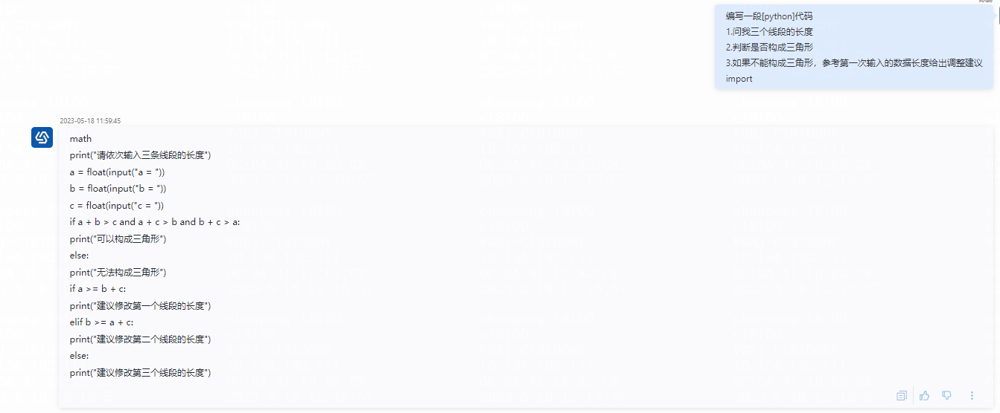 编写一段[python]代码
1.问我三个线段的长度
2.判断是否构成三角形
3.如果不能构成三角形，参考第一次输入的数据长度给出调整建议
import
2023-05-18 11:59:45
math
print("请依次输入三条线段的长度")
a = float(input("a = "))
b = float(input("b = "))
c = float(input("c = "))
if a + b > c and a + c > b and b + c > a:
print("可以构成三角形")
else:
print("无法构成三角形")
if a >= b + c:
print("建议修改第一个线段的长度")
elif b >= a + c:
print("建议修改第二个线段的长度")
else:
print("建议修改第三个线段的长度")